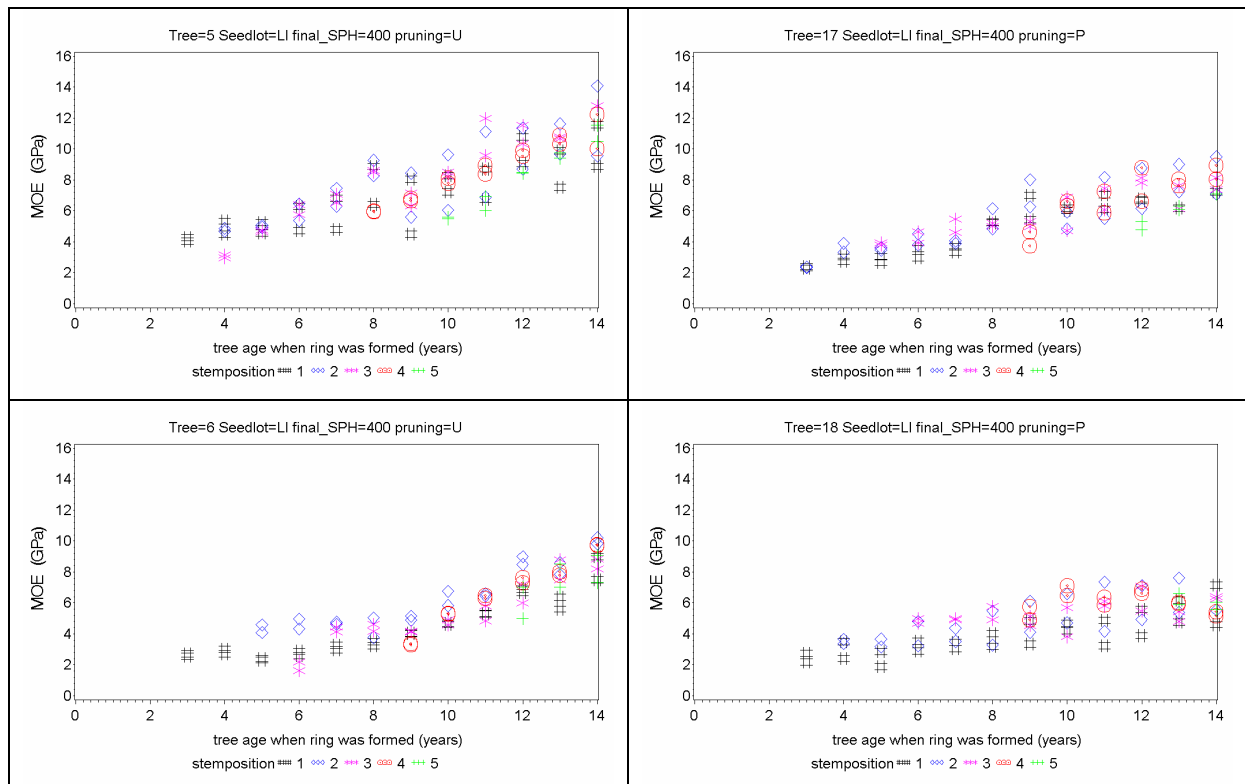 Tree=5 Seedlot=LI final_SPH=400 pruning=U
16
14
12
10
8
6
4
2
0
MOE (GPa)
0 2 4 6 8 10 12 14
tree age when ring was formed (years)
stemposition 1 2 3 4 5
Tree=17 Seedlot=LI final_SPH=400 pruning=P
16
14
12
10
8
6
4
2
0
MOE (GPa)
0 2 4 6 8 10 12 14
tree age when ring was formed (years)
stemposition 1 2 3 4 5
Tree=6 Seedlot=LI final_SPH=400 pruning=U
16
14
12
10
8
6
4
2
0
MOE (GPa)
0 2 4 6 8 10 12 14
tree age when ring was formed (years)
stemposition 1 2 3 4 5
Tree=18 Seedlot=LI final_SPH=400 pruning=P
16
14
12
10
8
6
4
2
0
MOE (GPa)
0 2 4 6 8 10 12 14
tree age when ring was formed (years)
stemposition 1 2 3 4 5